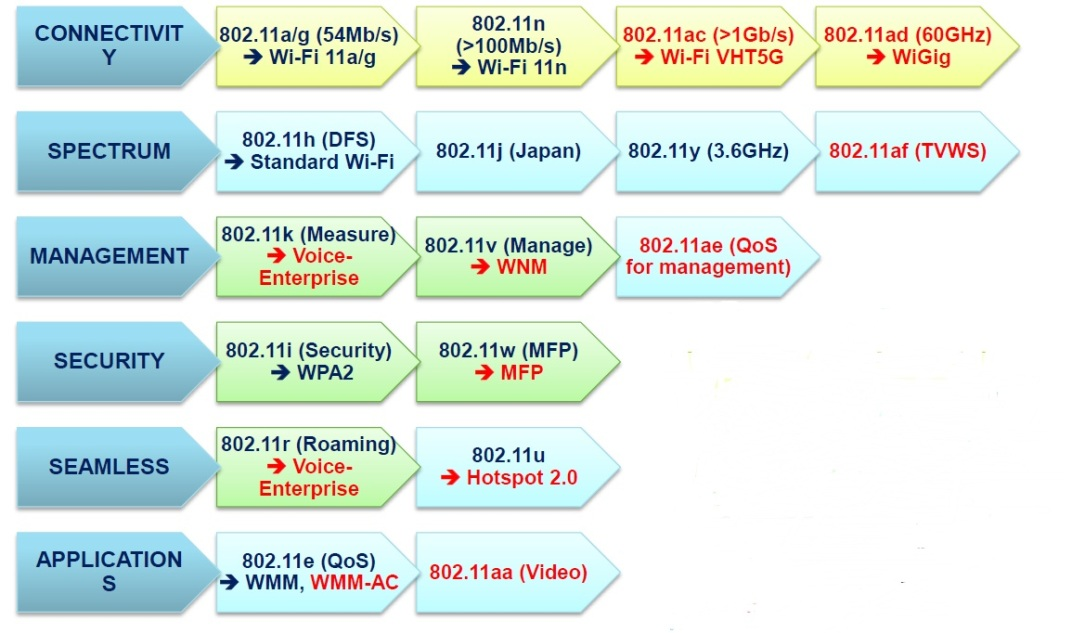 CONNECTIVIT
Y
802.11a/g (54Mb/s)
➔ Wi-Fi 11a/g
802.11n
(>100Mb/s)
➔ Wi-Fi 11n
802.11ac (>1Gb/s)
➔ Wi-Fi VHT5G
802.11ad (60GHz)
➔ WiGig
SPECTRUM
802.11h (DFS)
➔ Standard Wi-Fi
802.11j (Japan)
802.11y (3.6GHz)
802.11af (TVWS)
MANAGEMENT
802.11k (Measure)
➔ Voice-
Enterprise
802.11v (Manage)
➔ WNM
802.11ae (QoS
for management)
SECURITY
802.11i (Security)
➔ WPA2
802.11w (MFP)
➔ MFP
SEAMLESS
802.11r (Roaming)
➔ Voice-
Enterprise
802.11u
➔ Hotspot 2.0
APPLICATION
S
802.11e (QoS)
➔ WMM, WMM-AC
802.11aa (Video)